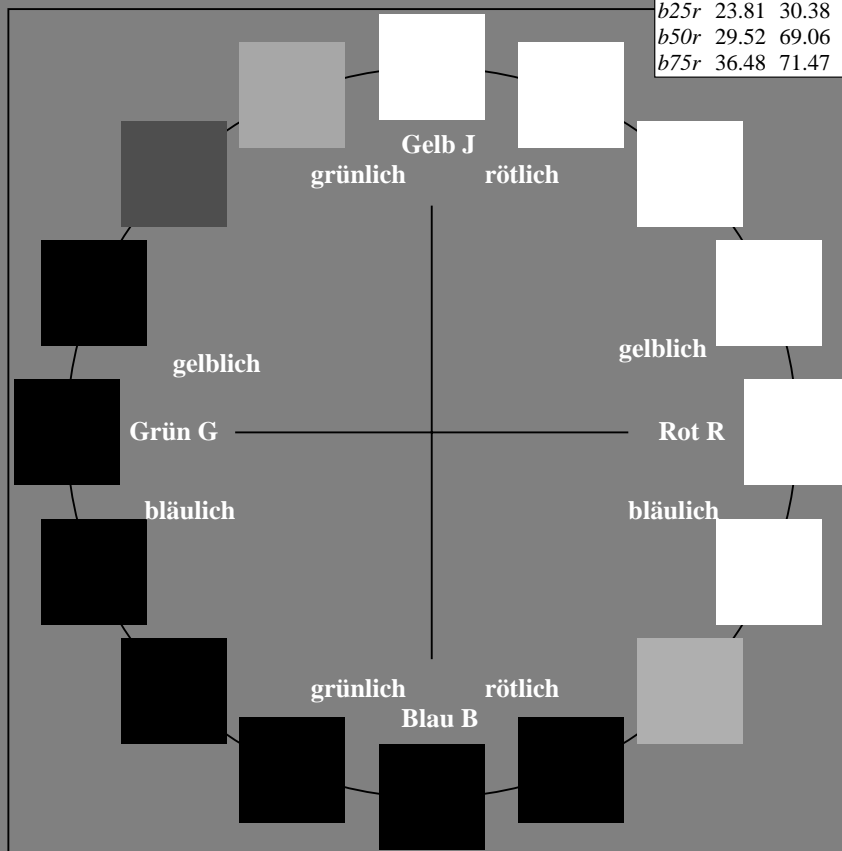 b25r 23.81 30.38
b50r 29.52 69.06
b75r 36.48 71.47
Gelb J
grünlich rötlich
gelblich gelblich
Grün G Rot R
bläulich bläulich
grünlich rötlich
Blau B